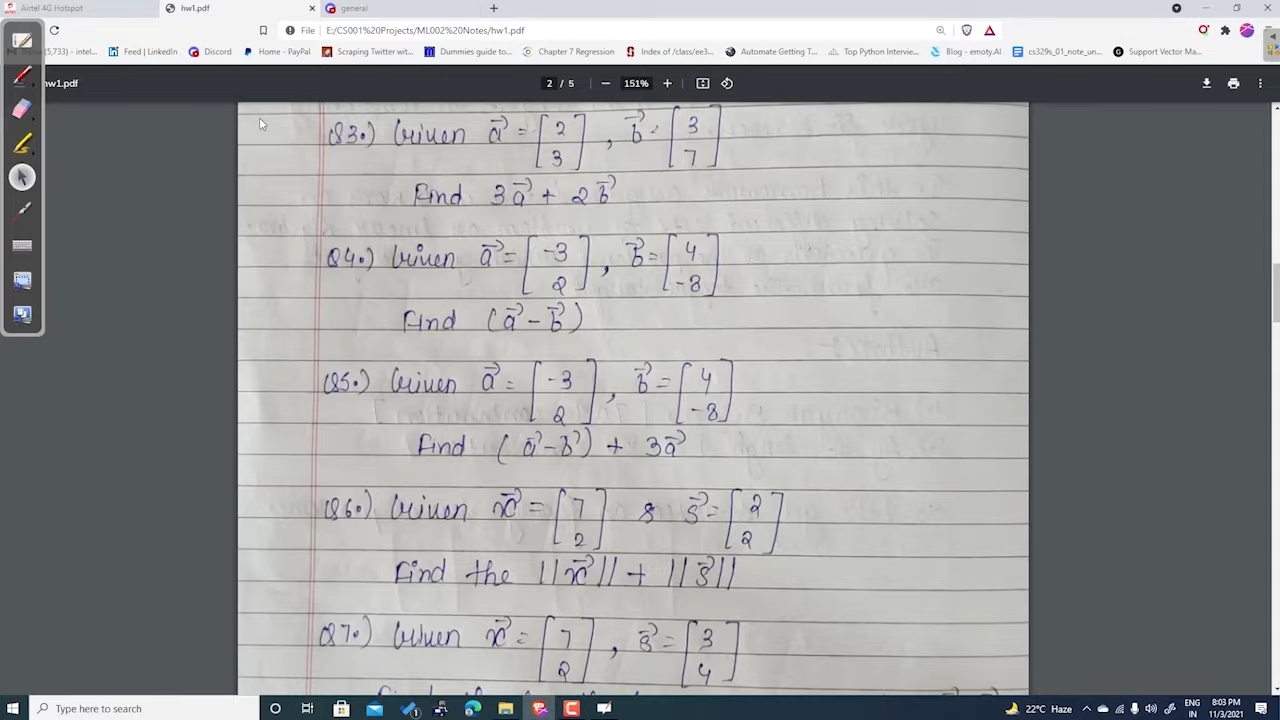 Airtel 4G Hotspot
hw1.pdf
general
File E:/CS001%20Projects/ML002%20Notes/hw1.pdf
(5,733) - intel...
Feed | LinkedIn
Discord
Home - PayPal
Scraping Twitter wit...
Dummies guide to...
Chapter 7 Regression
Index of /class/ee3...
Automate Getting T...
Top Python Intervie...
Blog - emoty.AI
cs329s_01_note_un...
Support Vector Ma...
hw1.pdf
2 / 5
151%
Q3.) Given a⃗ = [2 3], b⃗ = [3 7]
Find 3a⃗ + 2b⃗
Q4.) Given a⃗ = [-3 2], b⃗ = [4 -8]
Find (a⃗ - b⃗)
Q5.) Given a⃗ = [-3 2], b⃗ = [4 -8]
Find (a⃗ - b⃗) + 3a⃗
Q6.) Given x⃗ = [7 2] & s⃗ = [2 2]
Find the ||x⃗|| + ||s⃗||
Q7.) Given x⃗ = [7 2], s⃗ = [3 4]
Type here to search
22°C Haze
ENG
IN
8:03 PM
11/3/2021